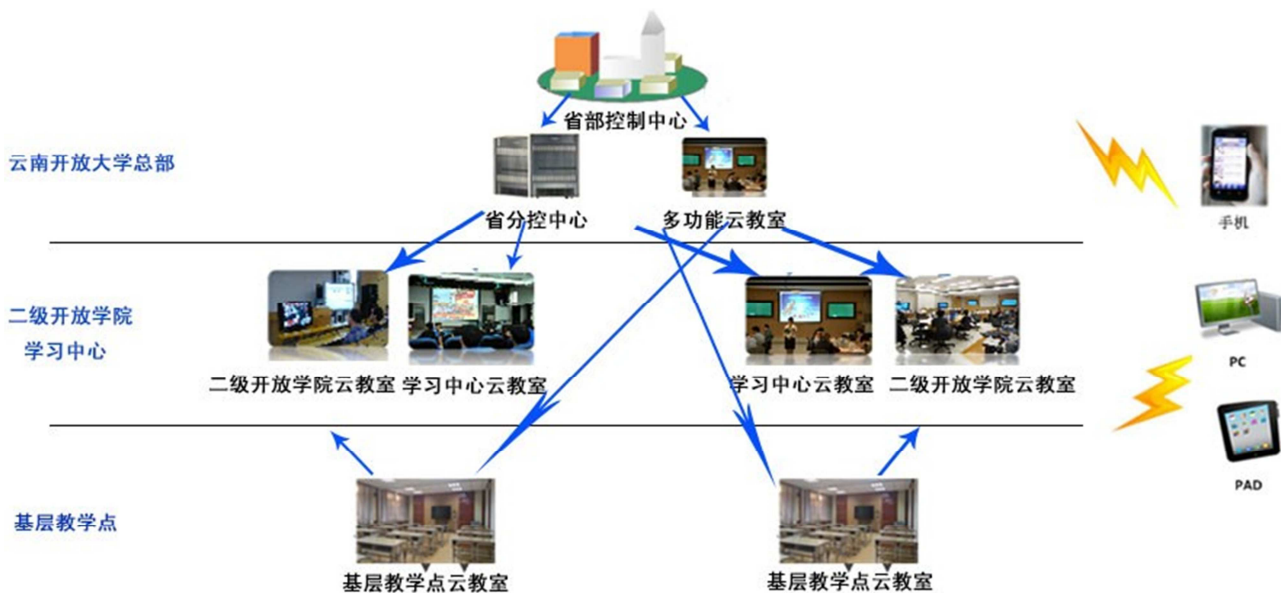 省部控制中心
云南开放大学总部
手机
省分控中心
多功能云教室
二级开放学院
学习中心
PC
二级开放学院云教室
学习中心云教室
学习中心云教室
二级开放学院云教室
PAD
基层教学点
基层教学点云教室
基层教学点云教室